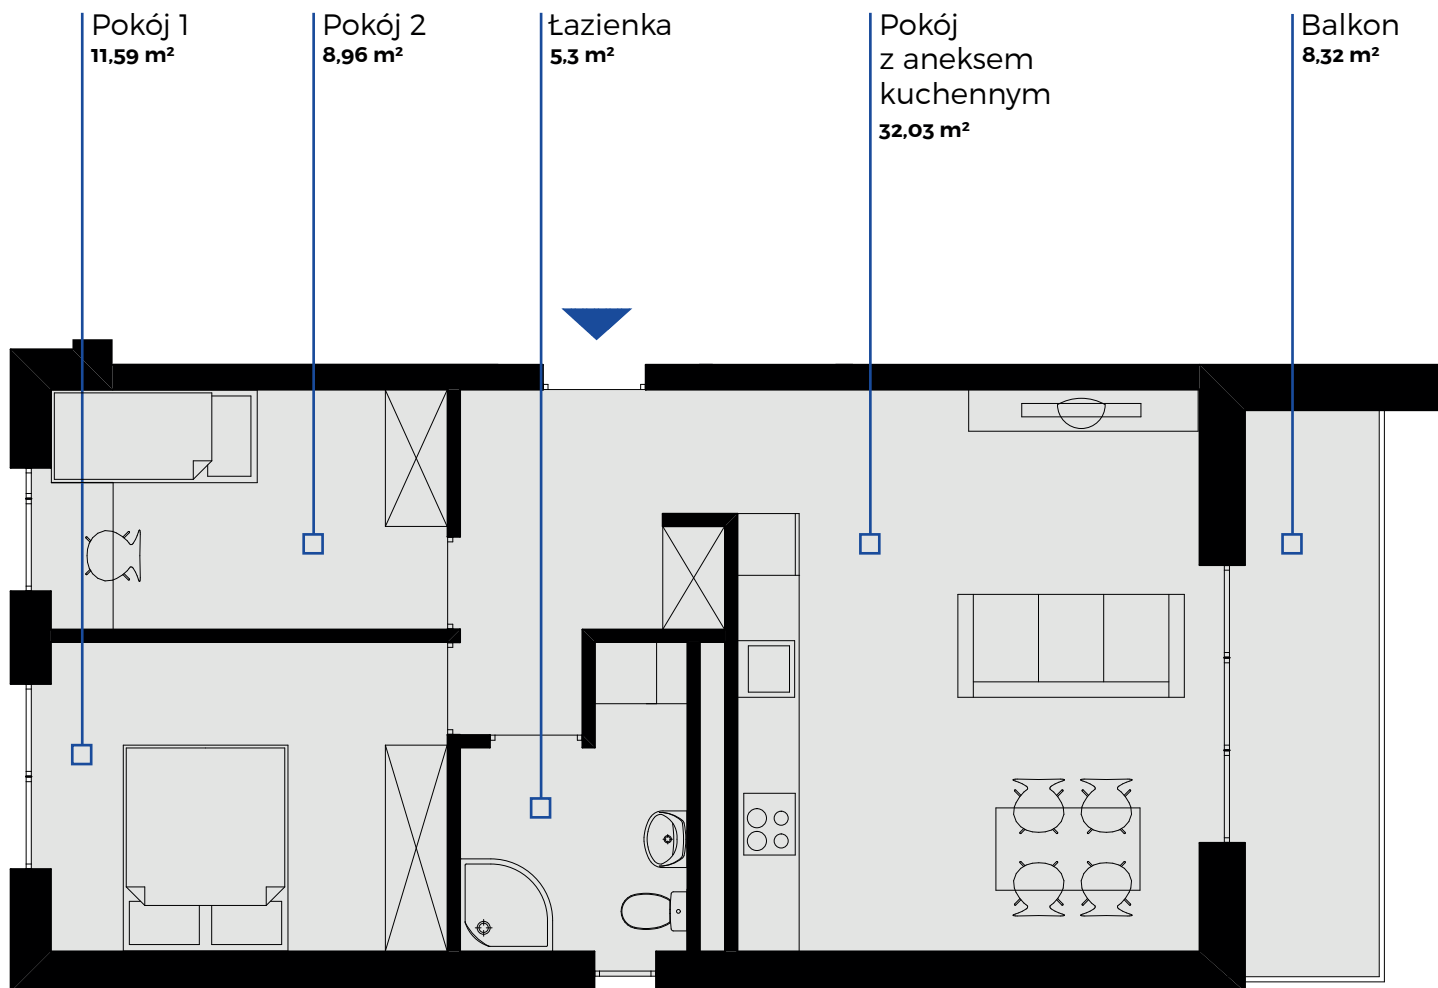 Pokój 1
11,59 m²
Pokój 2
8,96 m²
Łazienka
5,3 m²
Pokój
z aneksem
kuchennym
32,03 m²
Balkon
8,32 m²